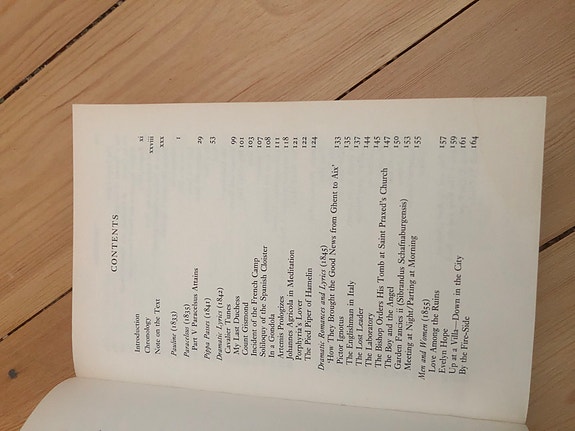 CONTENTS
Introduction xi
Chronology xxviii
Note on the Text xxx
Pauline (1833) 1
Paracelsus (1835)
Part V Paracelsus Attains 29
Pippa Passes (1841) 53
Dramatic Lyrics (1842)
Cavalier Tunes 99
My Last Duchess 101
Count Gismond 103
Incident of the French Camp 107
Soliloquy of the Spanish Cloister 108
In a Gondola 111
Artemis Prologizes 118
Johannes Agricola in Meditation 121
Porphyria's Lover 122
The Pied Piper of Hamelin 124
Dramatic Romances and Lyrics (1845)
'How They Brought the Good News from Ghent to Aix' 133
Pictor Ignotus 135
The Englishman in Italy 137
The Lost Leader 144
The Laboratory 145
The Bishop Orders His Tomb at Saint Praxed's Church 147
The Boy and the Angel 150
Garden Fancies ii (Sibrandus Schafnaburgensis) 153
Meeting at Night/Parting at Morning 155
Men and Women (1855)
Love Among the Ruins 157
Evelyn Hope 159
Up at a Villa—Down in the City 161
By the Fire-Side 164